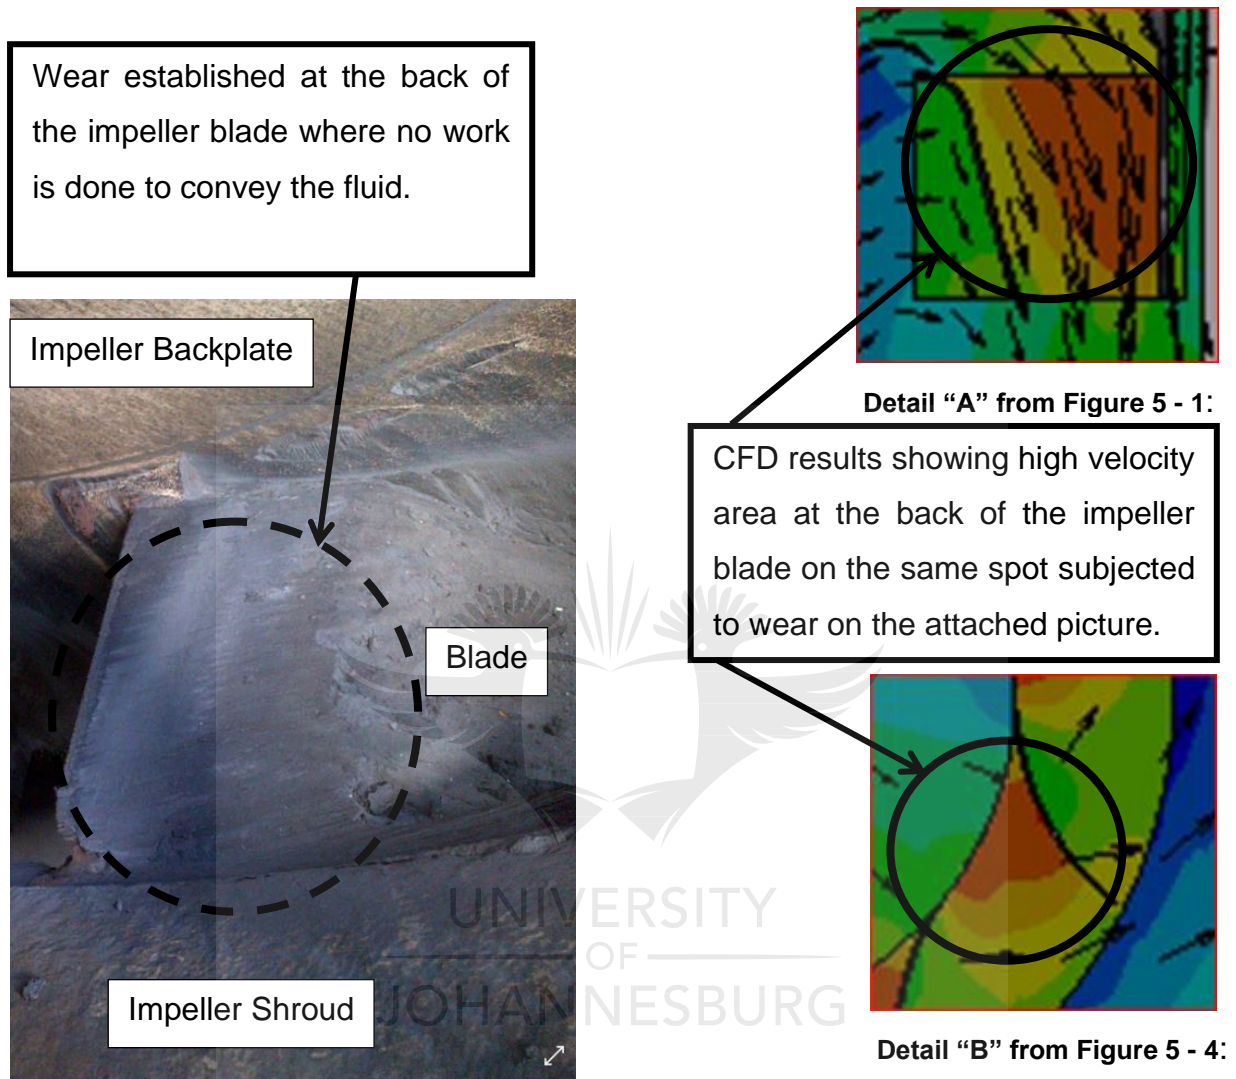 Wear established at the back of
the impeller blade where no work
is done to convey the fluid.
Impeller Backplate
Blade
Impeller Shroud
Detail “A” from Figure 5 - 1:
CFD results showing high velocity
area at the back of the impeller
blade on the same spot subjected
to wear on the attached picture.
Detail “B” from Figure 5 - 4:
UNIVERSITY
OF
JOHANNESBURG